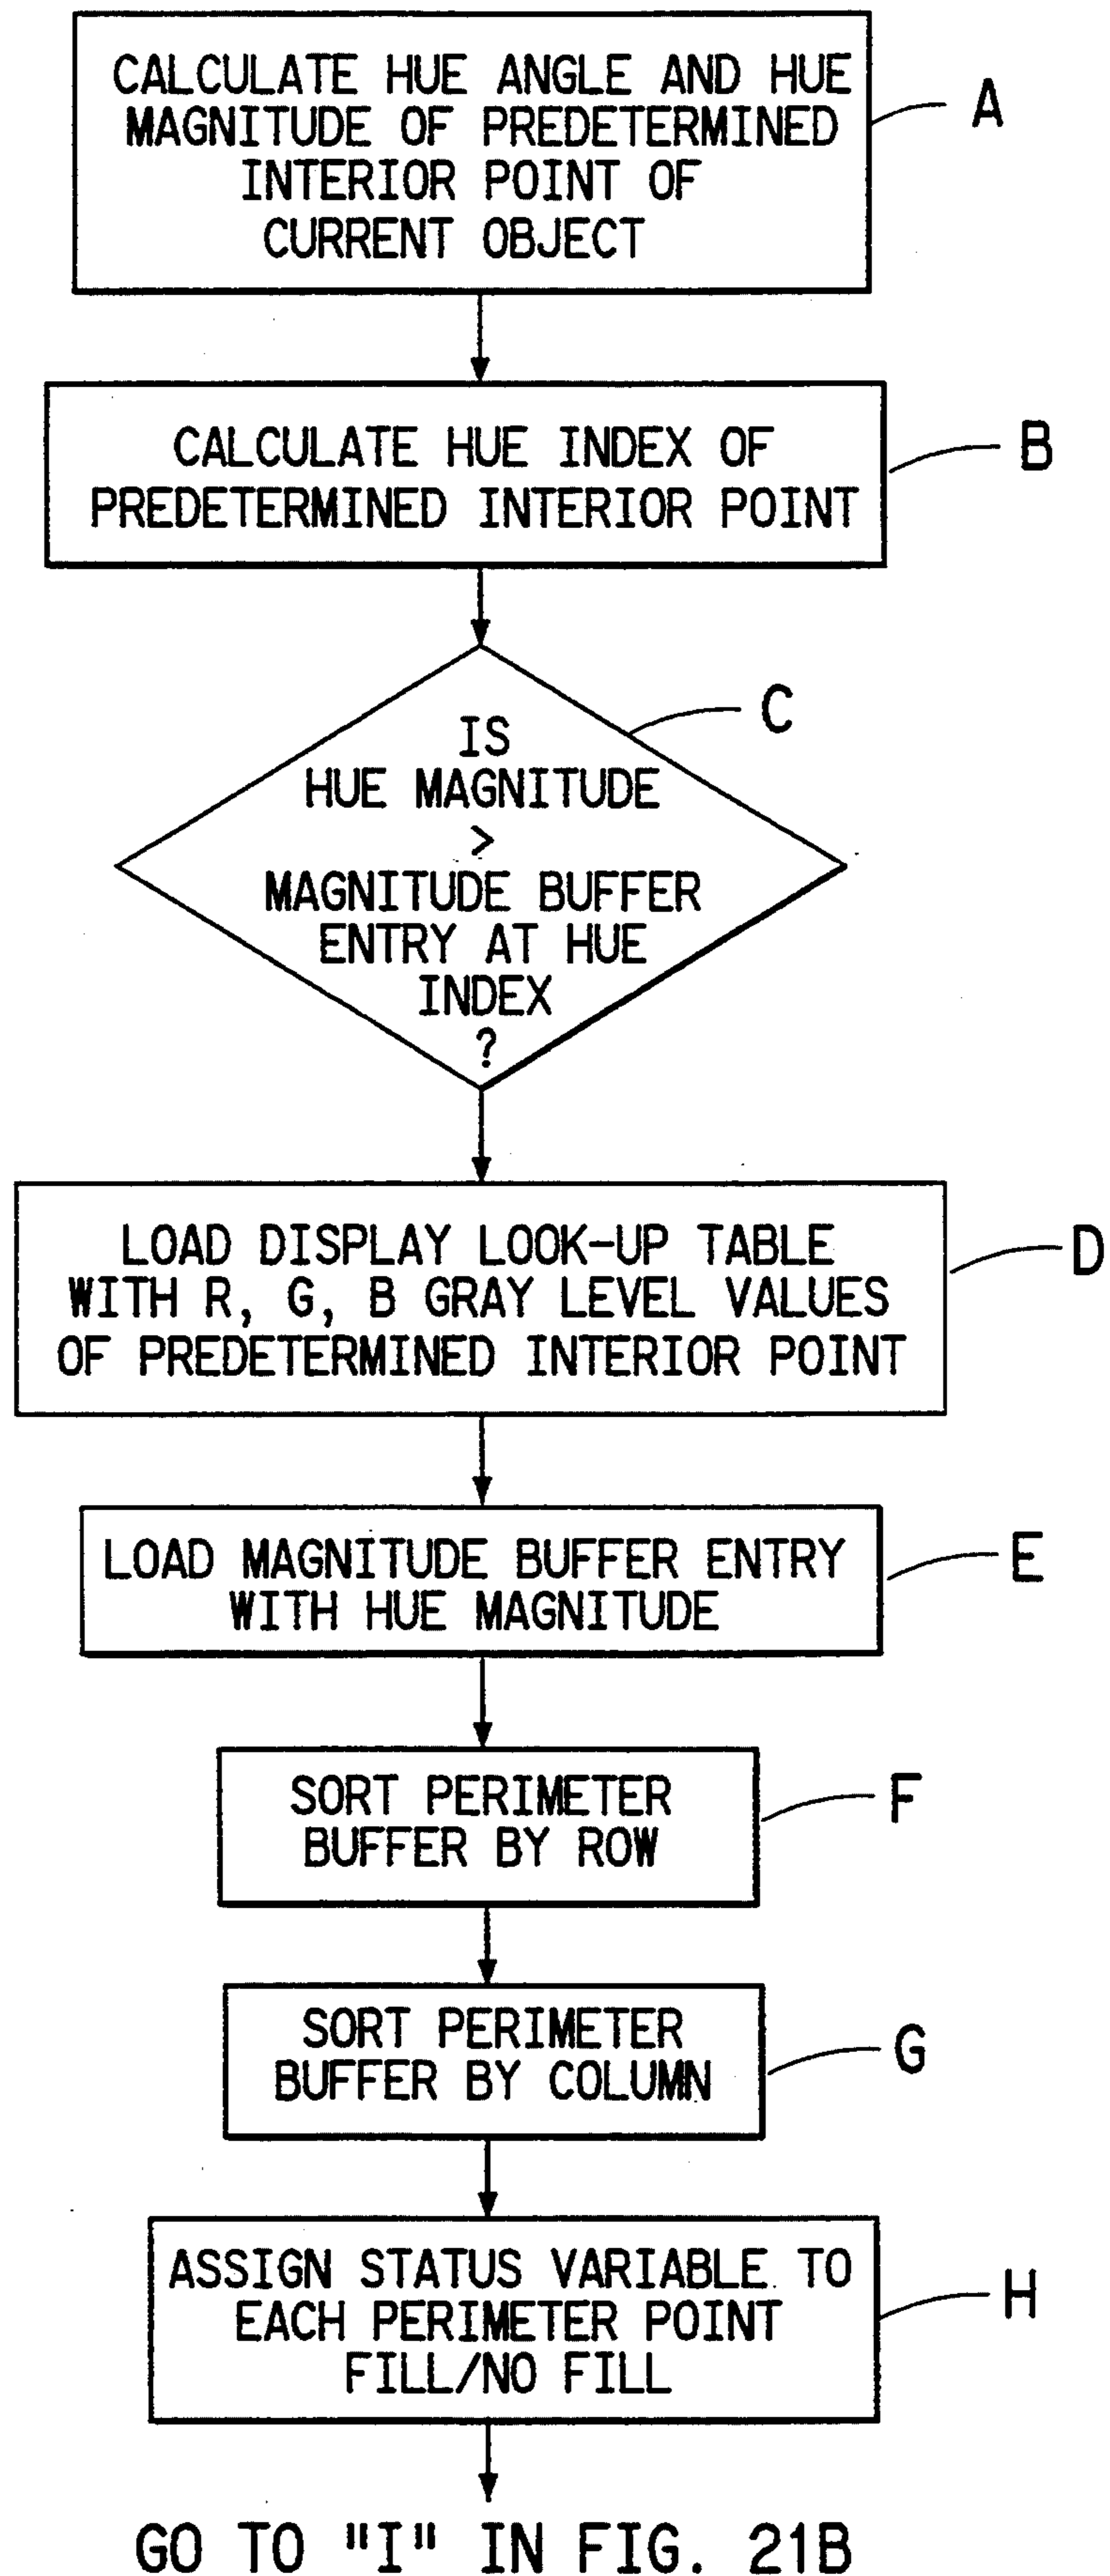 CALCULATE HUE ANGLE AND HUE
MAGNITUDE OF PREDETERMINED
INTERIOR POINT OF
CURRENT OBJECT
A
CALCULATE HUE INDEX OF
PREDETERMINED INTERIOR POINT
B
IS
HUE MAGNITUDE
>
MAGNITUDE BUFFER
ENTRY AT HUE
INDEX
?
C
LOAD DISPLAY LOOK-UP TABLE
WITH R, G, B GRAY LEVEL VALUES
OF PREDETERMINED INTERIOR POINT
D
LOAD MAGNITUDE BUFFER ENTRY
WITH HUE MAGNITUDE
E
SORT PERIMETER
BUFFER BY ROW
F
SORT PERIMETER
BUFFER BY COLUMN
G
ASSIGN STATUS VARIABLE TO
EACH PERIMETER POINT
FILL/NO FILL
H
GO TO "I" IN FIG. 21B